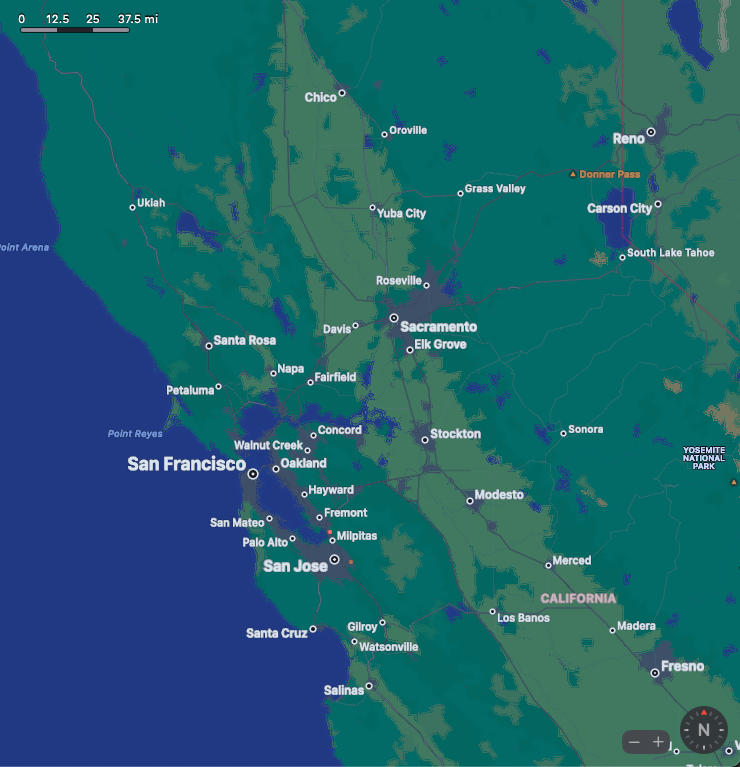 0 12.5 25 37.5 mi
Chico
Oroville
Reno
Donner Pass
Grass Valley
Ukiah
Yuba City
Carson City
Point Arena
South Lake Tahoe
Roseville
Davis
Sacramento
Santa Rosa
Elk Grove
Napa
Fairfield
Petaluma
Point Reyes
Concord
Stockton
Sonora
Walnut Creek
YOSEMITE
NATIONAL
PARK
San Francisco
Oakland
Hayward
Modesto
Fremont
San Mateo
Palo Alto
Milpitas
San Jose
Merced
CALIFORNIA
Los Banos
Gilroy
Madera
Santa Cruz
Watsonville
Fresno
Salinas
N
− +